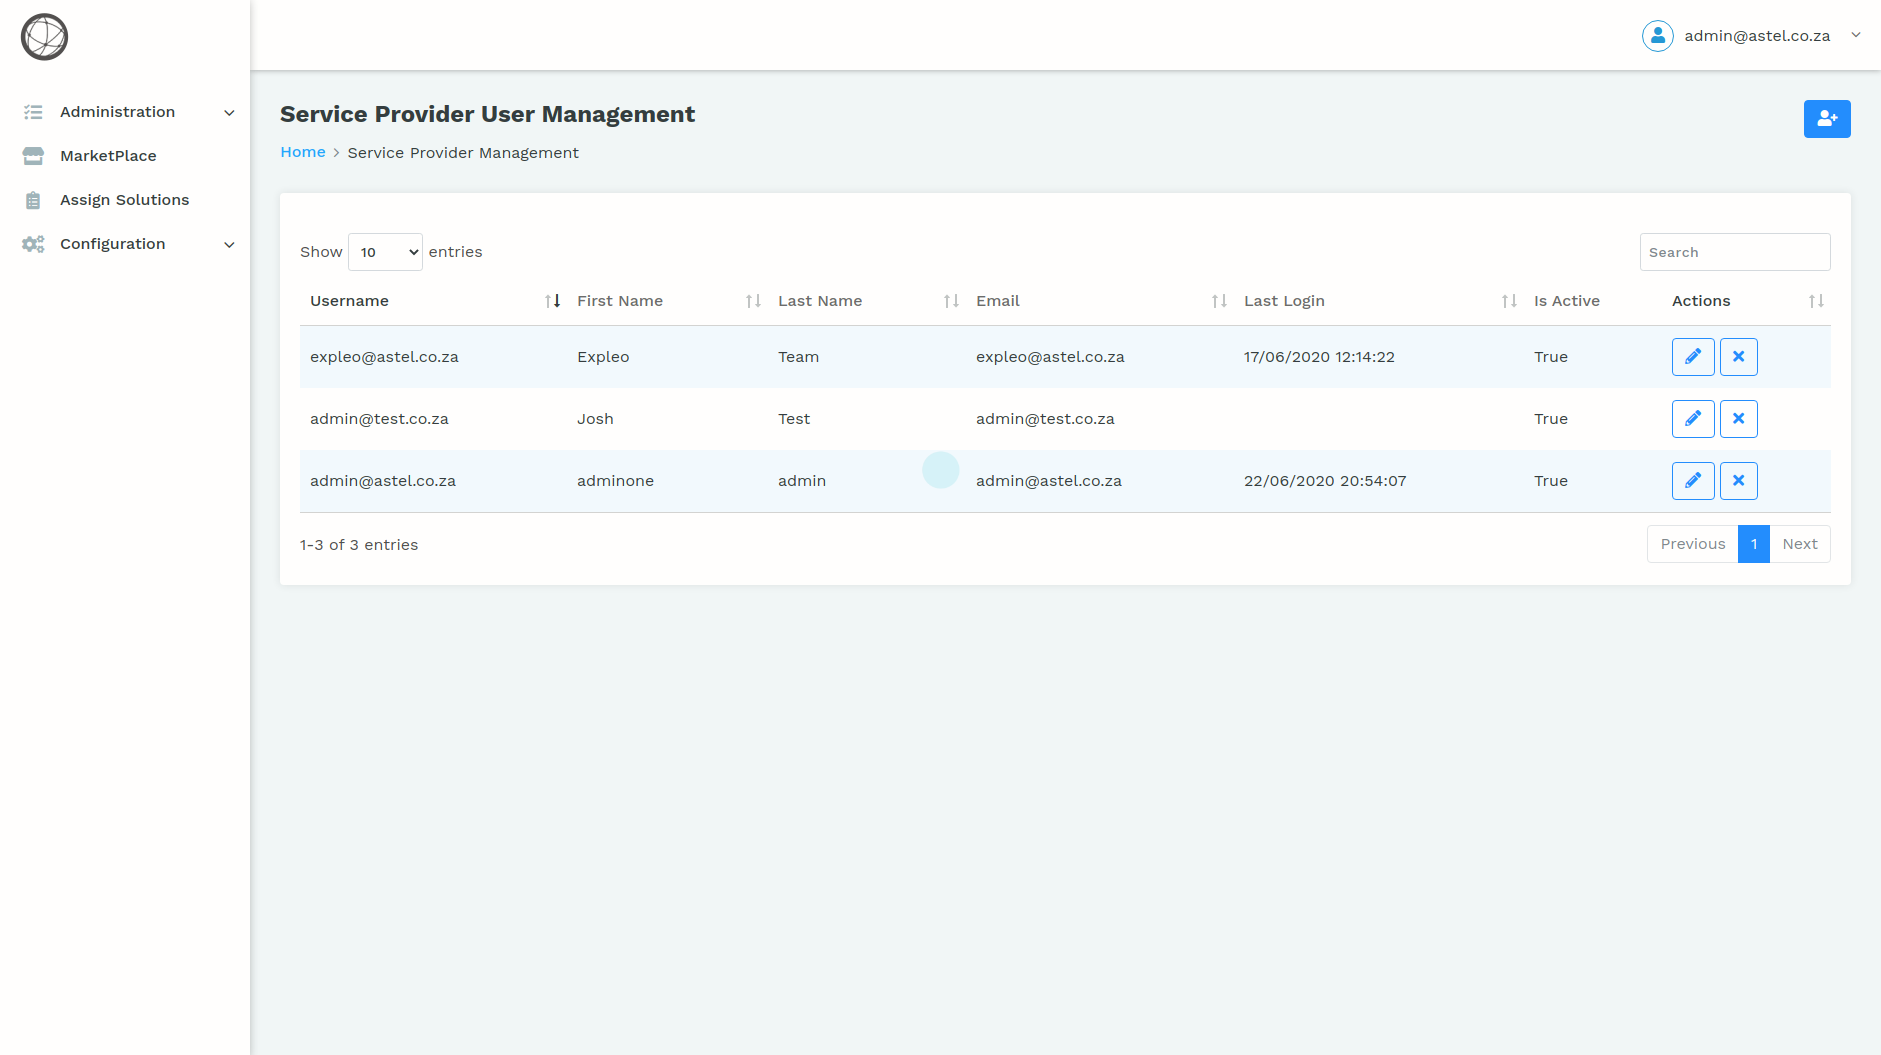 admin@astel.co.za
Administration
MarketPlace
Assign Solutions
Configuration
Service Provider User Management
Home > Service Provider Management
Show 10 entries
Search
Username First Name Last Name Email Last Login Is Active Actions
expleo@astel.co.za Expleo Team expleo@astel.co.za 17/06/2020 12:14:22 True
admin@test.co.za Josh Test admin@test.co.za True
admin@astel.co.za adminone admin admin@astel.co.za 22/06/2020 20:54:07 True
1-3 of 3 entries
Previous 1 Next